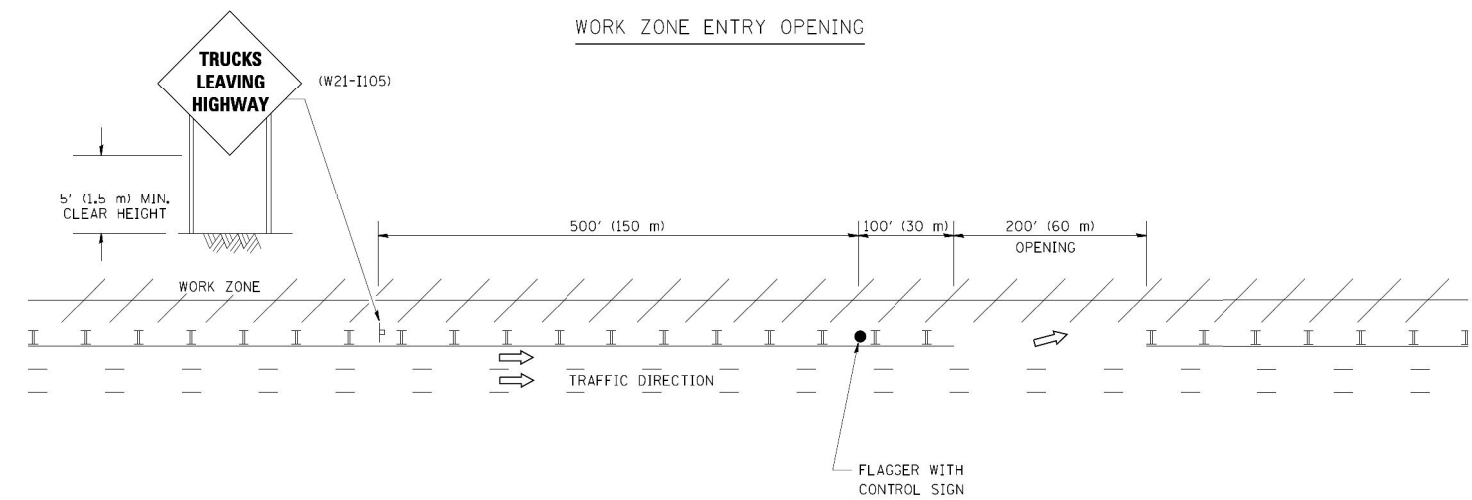 WORK ZONE ENTRY OPENING
TRUCKS
LEAVING
HIGHWAY
(W21-I105)
5' (1.5 m) MIN.
CLEAR HEIGHT
500' (150 m)
100' (30 m)
200' (60 m)
OPENING
WORK ZONE
TRAFFIC DIRECTION
FLAGGER WITH
CONTROL SIGN